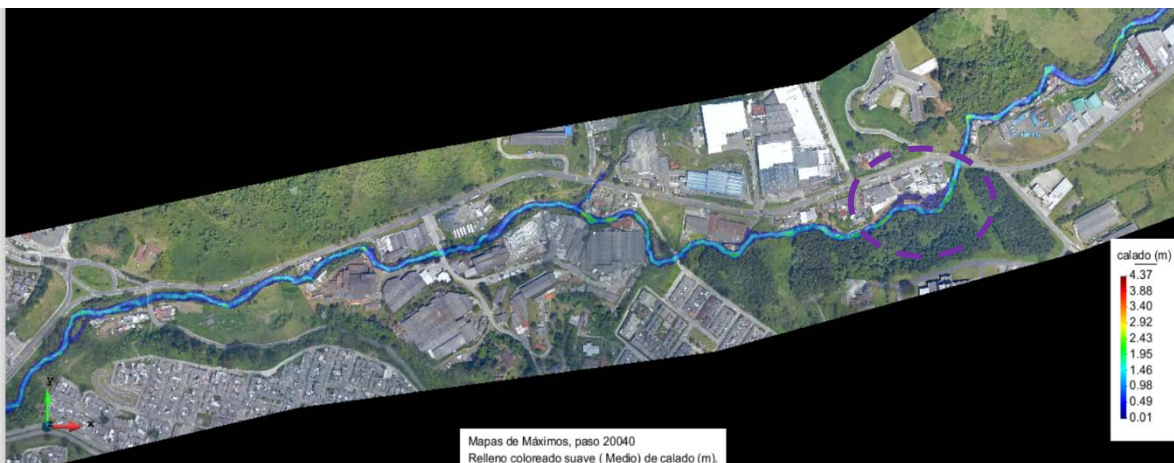 calado (m)
4.37
3.88
3.40
2.92
2.43
1.95
1.46
0.98
0.49
0.01
y
x
Mapas de Máximos, paso 20040
Relleno coloreado suave ( Medio) de calado (m).